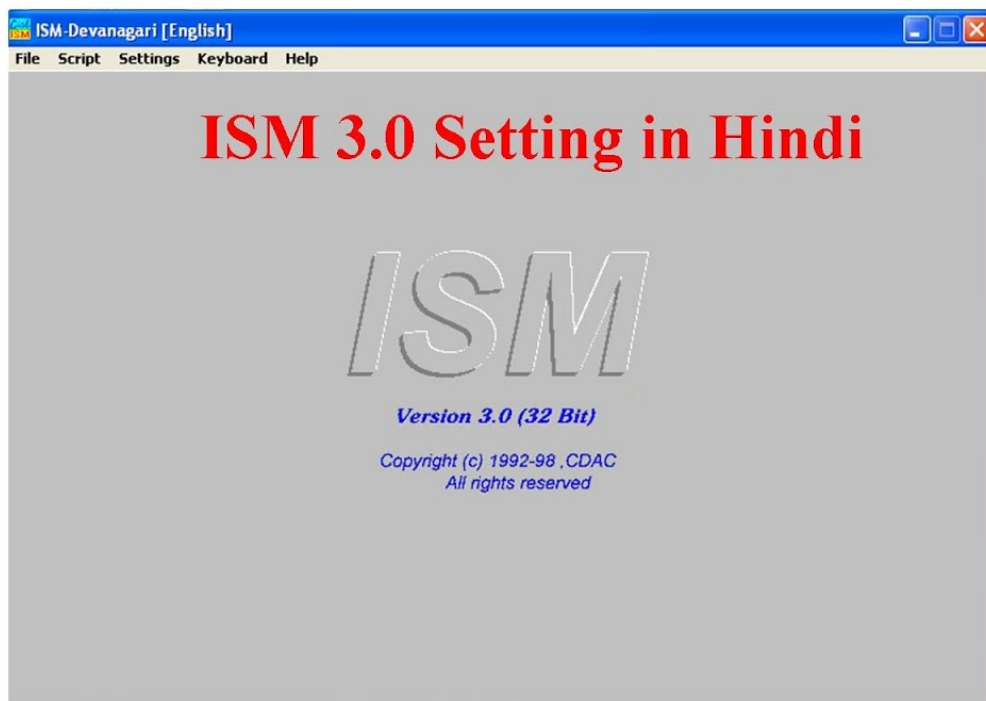 ISM-Devanagari [English]
File Script Settings Keyboard Help
ISM 3.0 Setting in Hindi
ISM
Version 3.0 (32 Bit)
Copyright (c) 1992-98 ,CDAC
All rights reserved